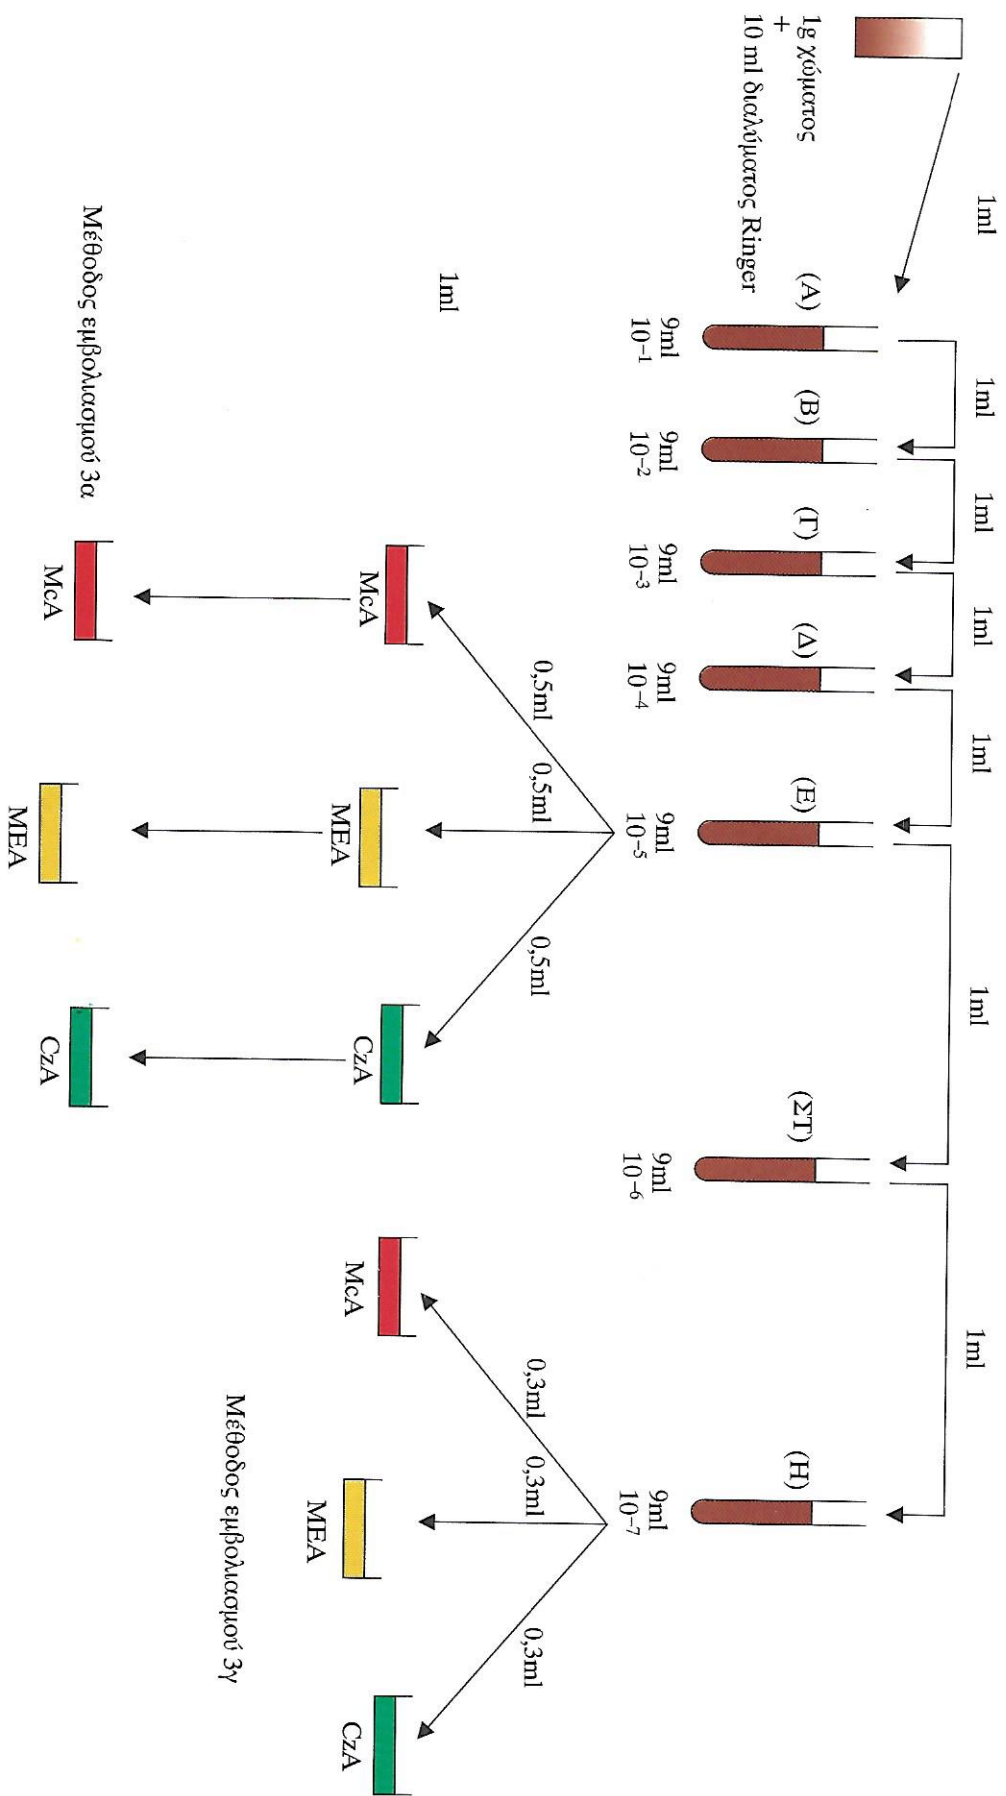 1g χώματος
+
10 ml διαλύματος Ringer
1ml
1ml
1ml
1ml
1ml
1ml
1ml
(Α)
(Β)
(Γ)
(Δ)
(Ε)
(ΣΤ)
(Η)
9ml
10⁻¹
9ml
10⁻²
9ml
10⁻³
9ml
10⁻⁴
9ml
10⁻⁵
9ml
10⁻⁶
9ml
10⁻⁷
1ml
0,5ml
0,5ml
0,5ml
0,3ml
0,3ml
0,3ml
McA
MEA
CzA
McA
MEA
CzA
Μέθοδος εμβολιασμού 3γ
McA
MEA
CzA
Μέθοδος εμβολιασμού 3α